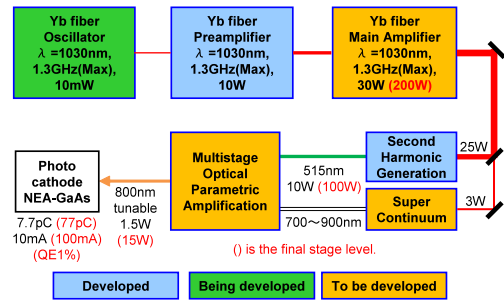 Yb fiber
Oscillator
λ=1030nm,
1.3GHz(Max),
10mW
Yb fiber
Preamplifier
λ=1030nm,
1.3GHz(Max),
10W
Yb fiber
Main Amplifier
λ=1030nm,
1.3GHz(Max),
30W (200W)
Photo
cathode
NEA-GaAs
7.7pC (77pC)
10mA (100mA)
(QE1%)
800nm
tunable
1.5W
(15W)
Multistage
Optical
Parametric
Amplification
515nm
10W (100W)
Second
Harmonic
Generation
25W
700～900nm
Super
Continuum
3W
() is the final stage level.
Developed
Being developed
To be developed